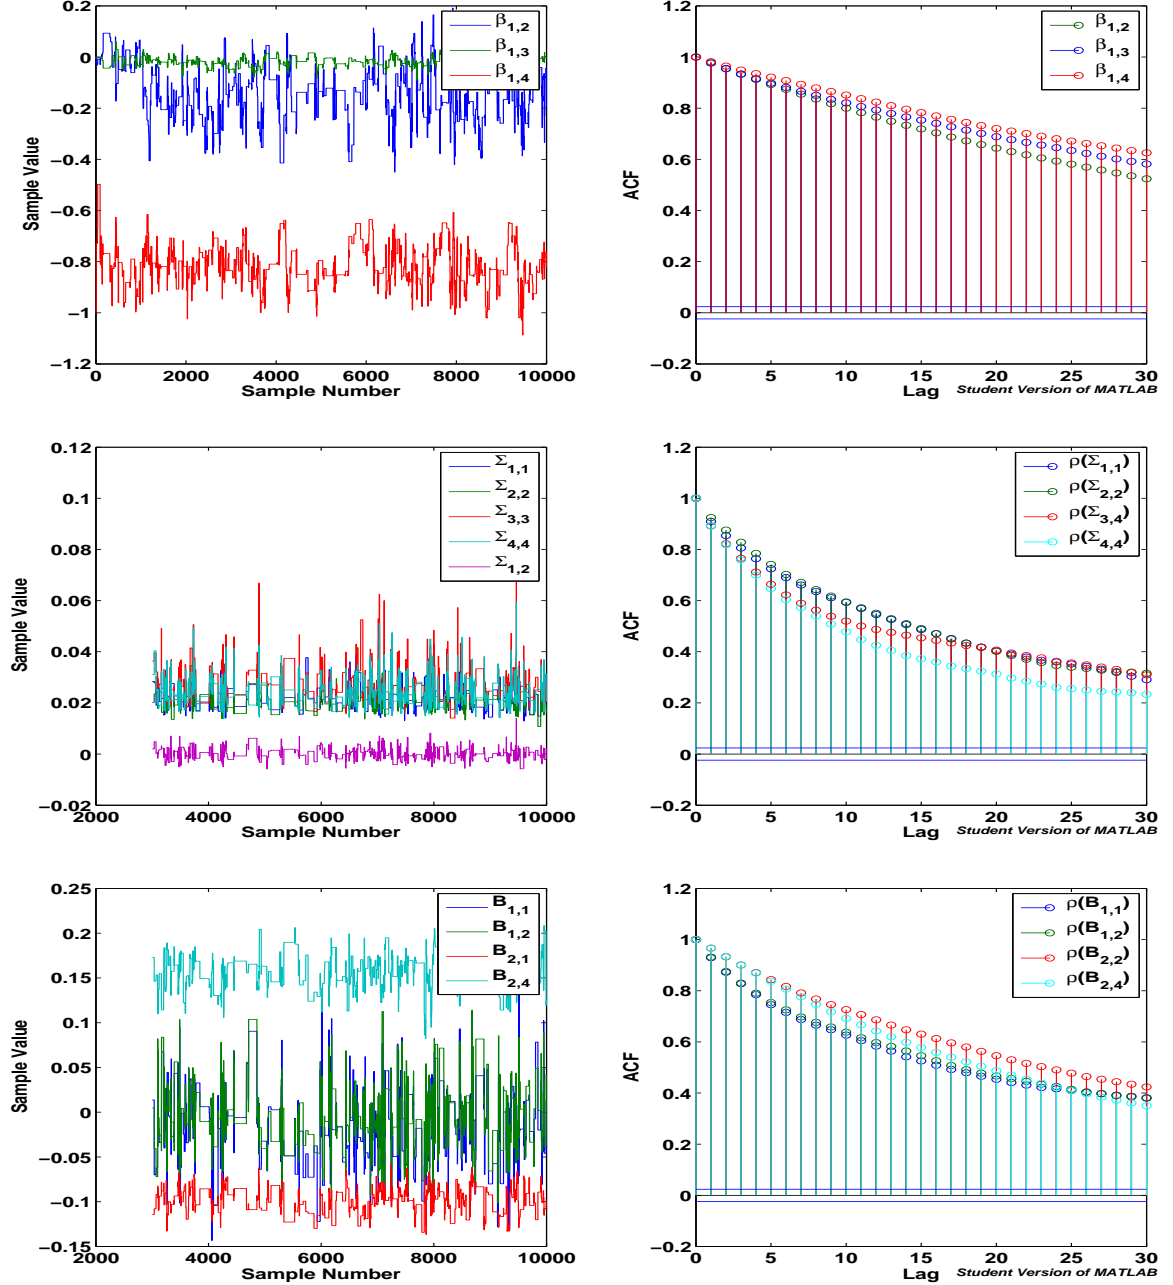 0.2
0
−0.2
−0.4
−0.6
−0.8
−1
−1.2
0 2000 4000 6000 8000 10000
Sample Number
Sample Value
β1,2
β1,3
β1,4
1.2
1
0.8
0.6
0.4
0.2
0
−0.2
0 5 10 15 20 25 30
Lag
ACF
Student Version of MATLAB
β1,2
β1,3
β1,4
0.12
0.1
0.08
0.06
0.04
0.02
0
−0.02
2000 4000 6000 8000 10000
Sample Number
Sample Value
Σ1,1
Σ2,2
Σ3,3
Σ4,4
Σ1,2
1.2
1
0.8
0.6
0.4
0.2
0
−0.2
0 5 10 15 20 25 30
Lag
ACF
Student Version of MATLAB
ρ(Σ1,1)
ρ(Σ2,2)
ρ(Σ3,4)
ρ(Σ4,4)
0.25
0.2
0.15
0.1
0.05
0
−0.05
−0.1
−0.15
2000 4000 6000 8000 10000
Sample Number
Sample Value
B1,1
B1,2
B2,1
B2,4
1.2
1
0.8
0.6
0.4
0.2
0
−0.2
0 5 10 15 20 25 30
Lag
ACF
Student Version of MATLAB
ρ(B1,1)
ρ(B1,2)
ρ(B2,2)
ρ(B2,4)